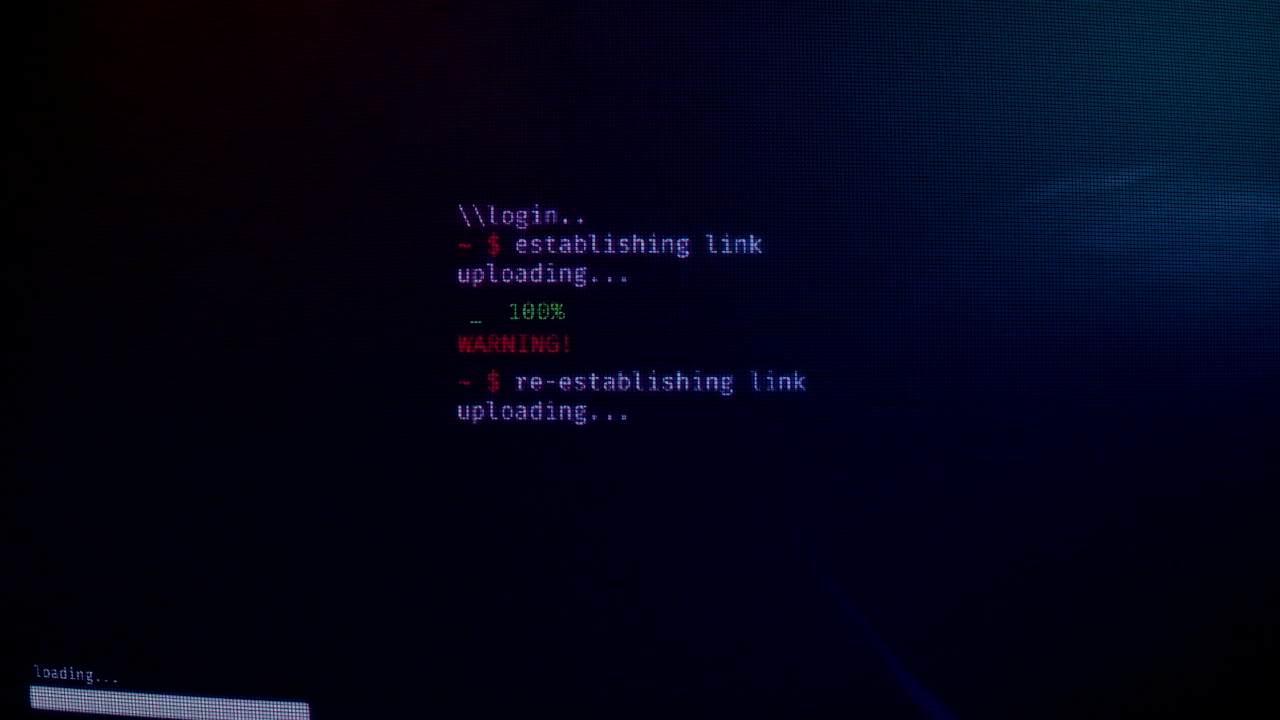 \\login..
~ $ establishing link
uploading...
_ 100%
WARNING!
~ $ re-establishing link
uploading...
loading...